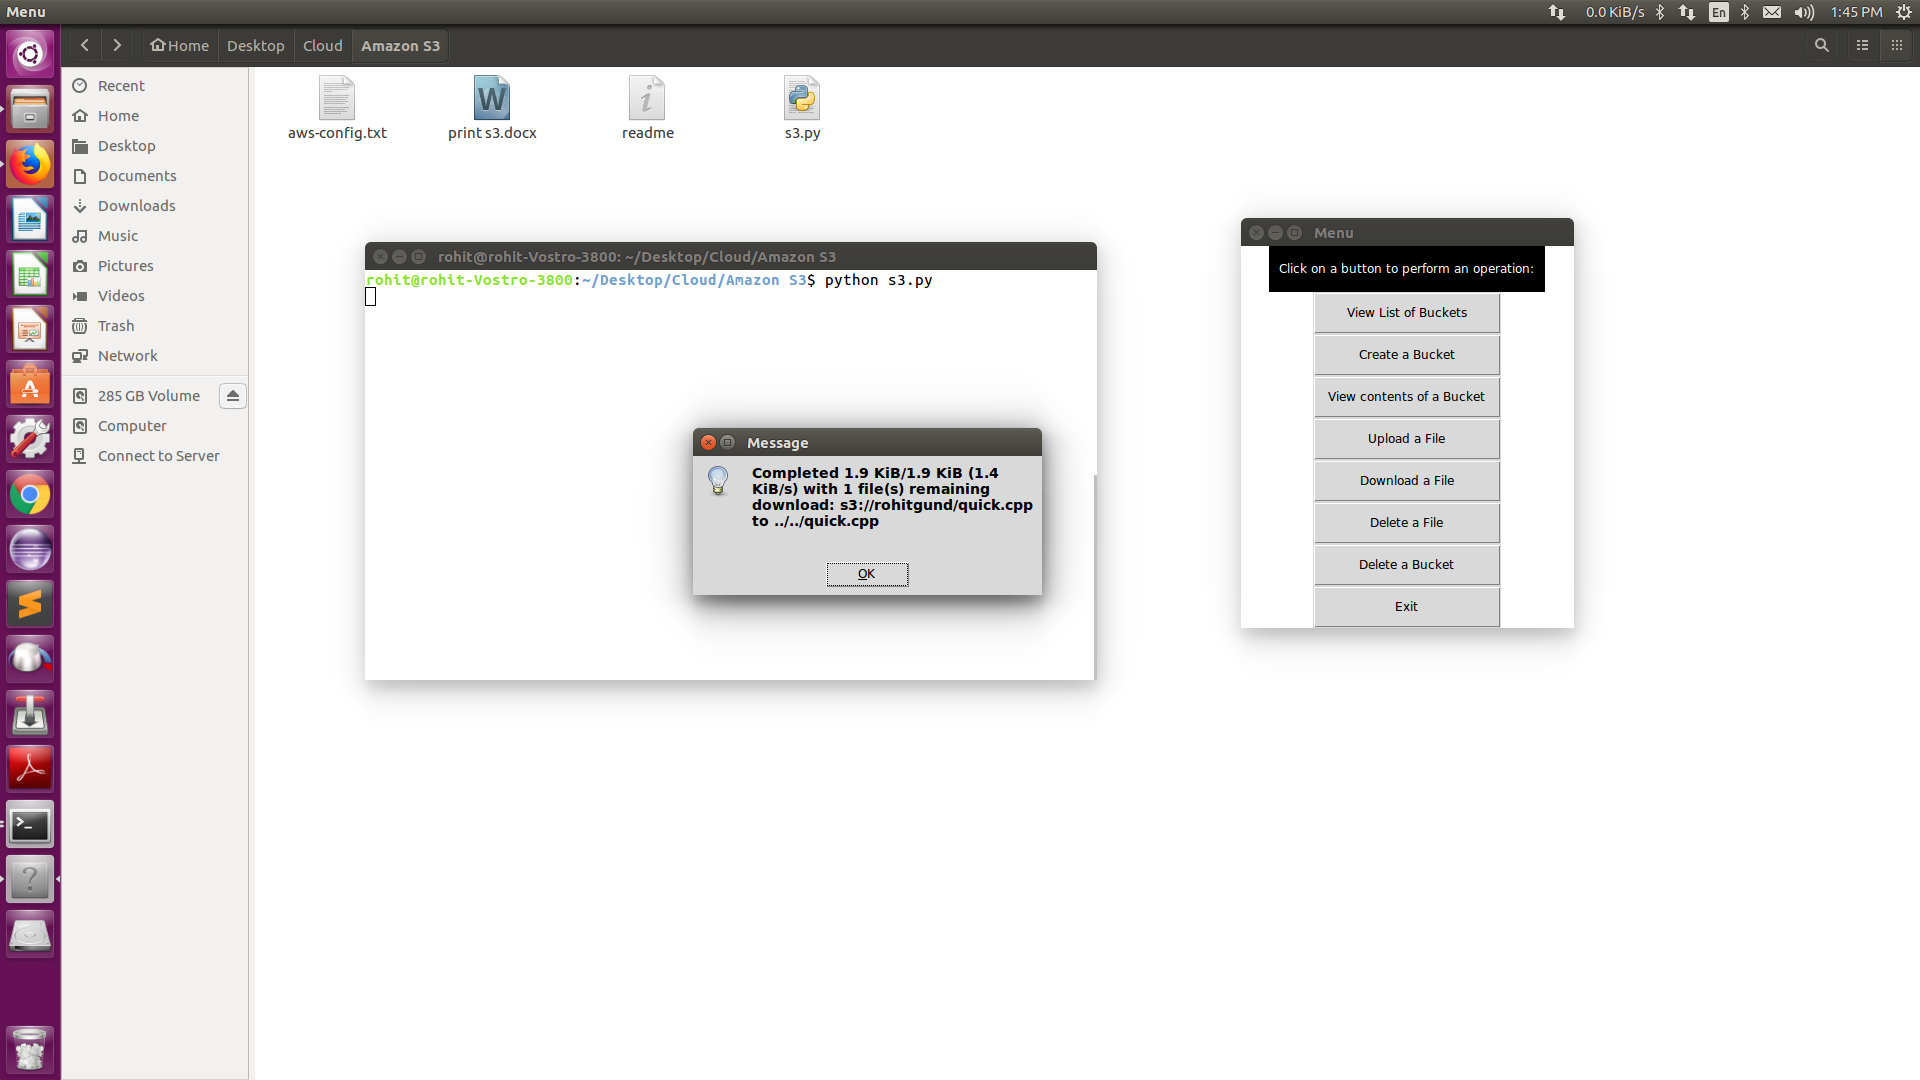 Menu
0.0 KiB/s
En
1:45 PM
Home
Desktop
Cloud
Amazon S3
Recent
Home
Desktop
Documents
Downloads
Music
Pictures
Videos
Trash
Network
285 GB Volume
Computer
Connect to Server
aws-config.txt
print s3.docx
readme
s3.py
rohit@rohit-Vostro-3800: ~/Desktop/Cloud/Amazon S3
rohit@rohit-Vostro-3800:~/Desktop/Cloud/Amazon S3$ python s3.py
Message
Completed 1.9 KiB/1.9 KiB (1.4
KiB/s) with 1 file(s) remaining
download: s3://rohitgund/quick.cpp
to ../../quick.cpp
OK
Menu
Click on a button to perform an operation:
View List of Buckets
Create a Bucket
View contents of a Bucket
Upload a File
Download a File
Delete a File
Delete a Bucket
Exit